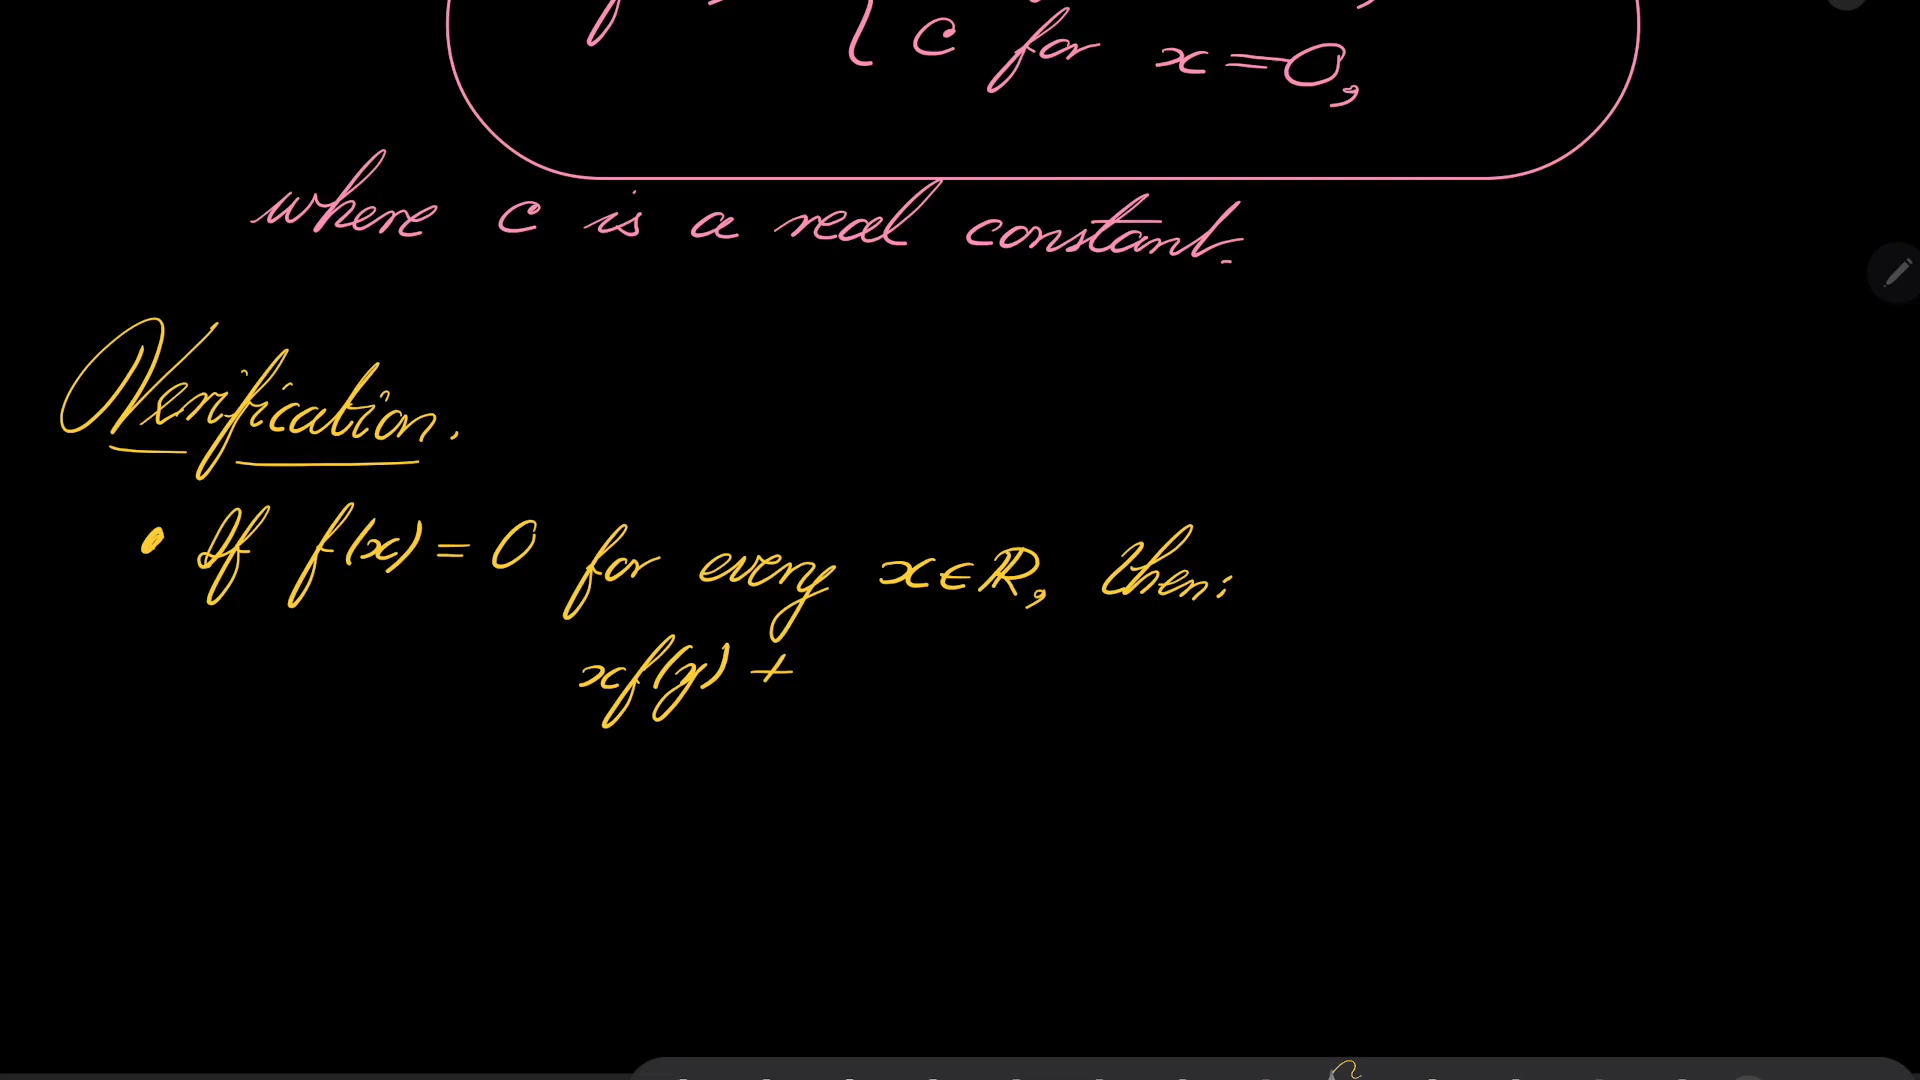 c for x=0,
where c is a real constant.
Verification.
• If f(x) = 0 for every x∈ℝ, then:
xf(y) +